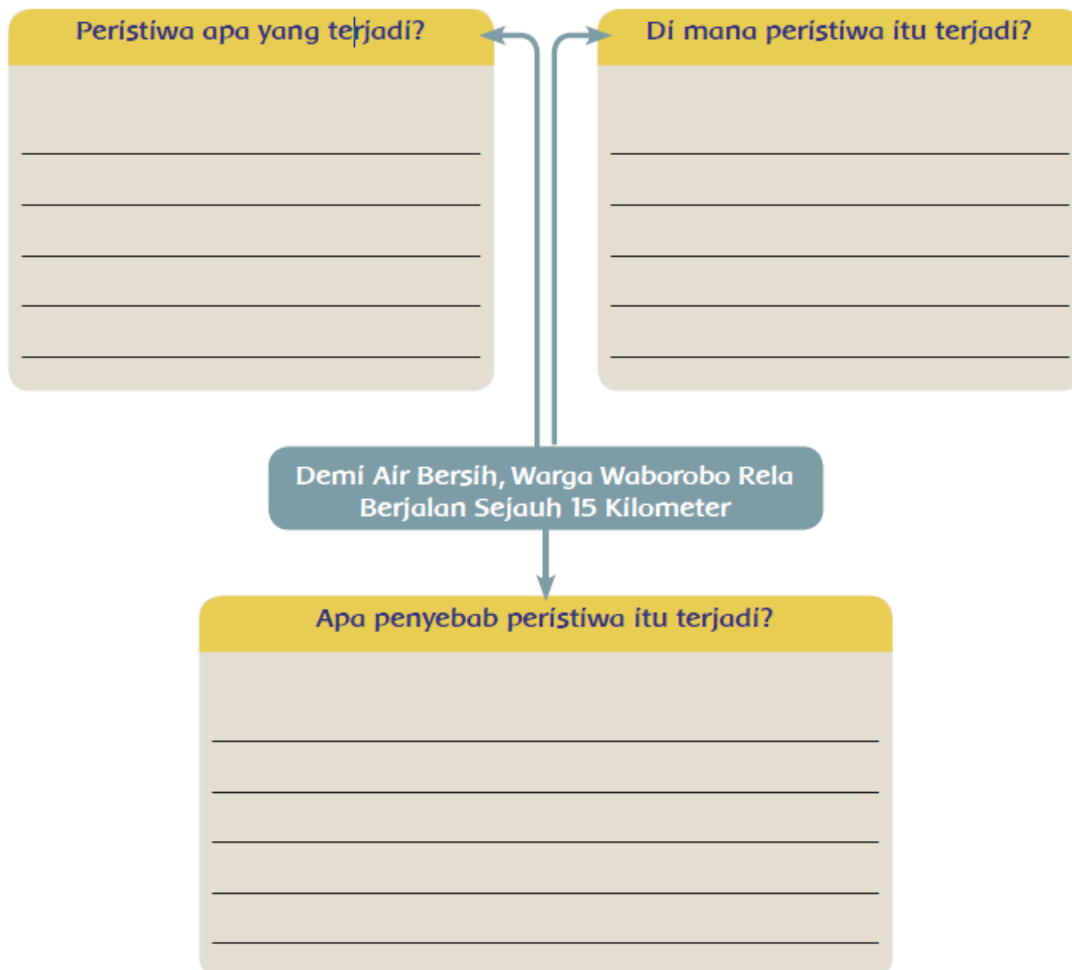 Peristiwa apa yang terjadi?
Di mana peristiwa itu terjadi?
Demi Air Bersih, Warga Waborobo Rela
Berjalan Sejauh 15 Kilometer
Apa penyebab peristiwa itu terjadi?